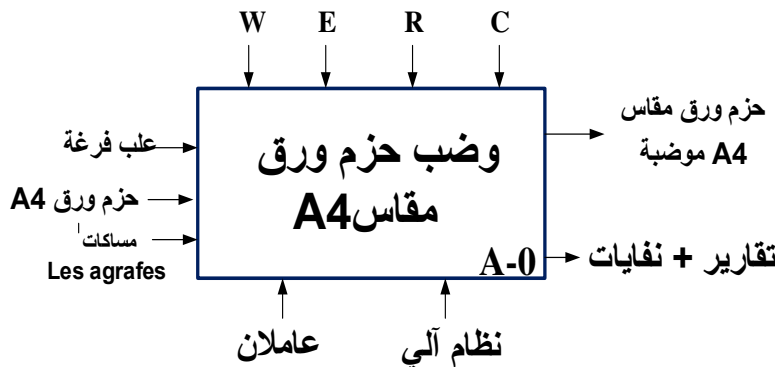 W E R C
علب فرغة
حزم ورق A4
مساكات
Les agrafes
وضب حزم ورق
مقاسA4
A-0
حزم ورق مقاس
A4 موضبة
تقارير + نفايات
عاملان
نظام آلي